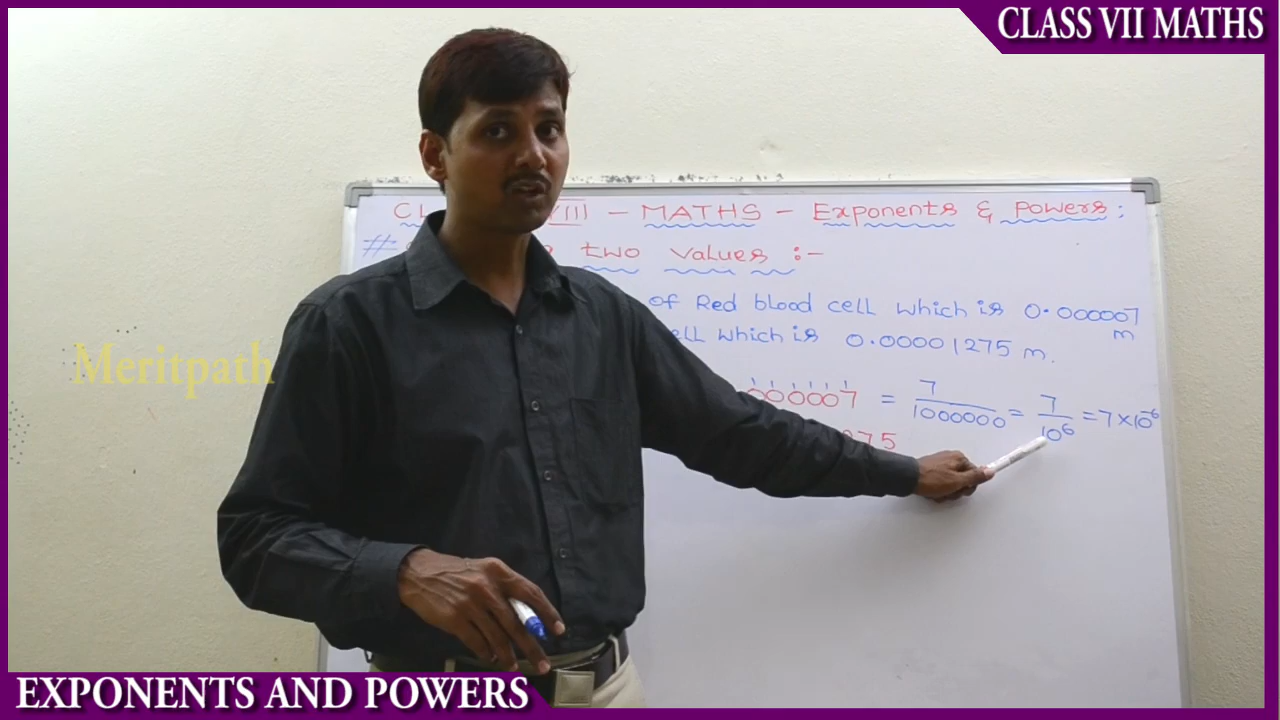 CLASS VII MATHS
VIII - MATHS - Exponents & Powers:
# two values :-
of Red blood cell which is 0.000007
m
which is 0.00001275 m.
000007 = 7/1000000 = 7/10⁶ = 7×10⁻⁶
275
Meritpath
EXPONENTS AND POWERS